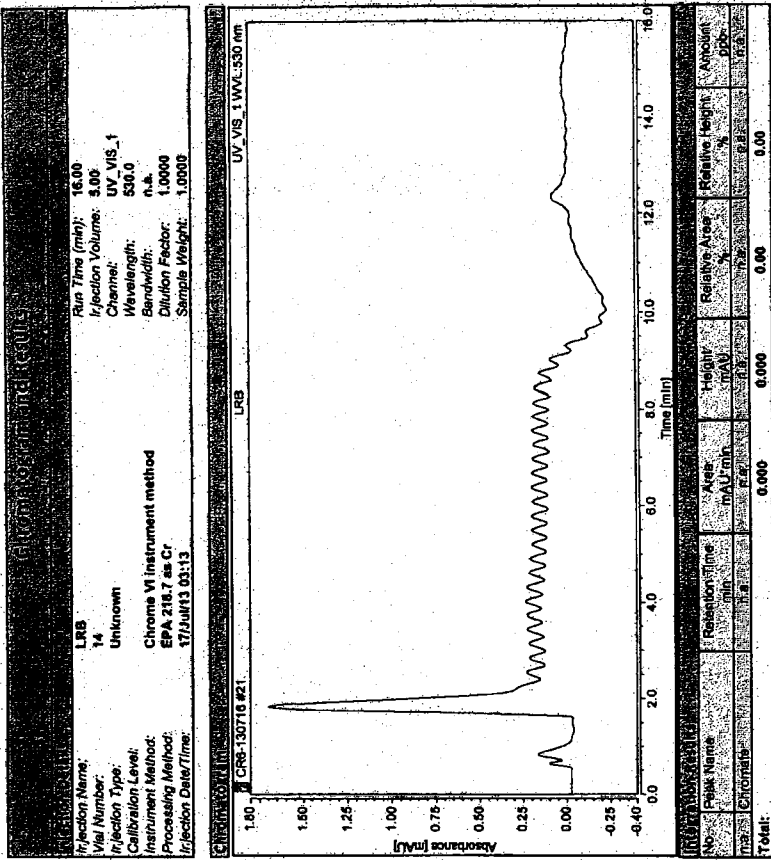 Chromatogram and Results
Injection Name: LRB Run Time (min): 16.00
Vial Number: 14 Injection Volume: 5.00
Injection Type: Unknown Channel: UV_VIS_1
Calibration Level: Wavelength: 530.0
Instrument Method: Chrome VI instrument method Bandwidth: n.a.
Processing Method: EPA 218.7 as Cr Dilution Factor: 1.0000
Injection Date/Time: 17/Jul/13 03:13 Sample Weight: 1.0000
Chromatogram
CR6-130716 #21 LRB UV_VIS_1 WVL:530 nm
Absorbance [mAU]
1.80
1.50
1.25
1.00
0.75
0.50
0.25
0.00
-0.25
-0.40
0.0 2.0 4.0 6.0 8.0 10.0 12.0 14.0 16.0
Time [min]
No. Peak Name Retention Time Area Height Relative Area Relative Height Amount
min mAU*min mAU % % ppb
n.a. Chromate n.a. n.a. n.a. n.a. n.a. n.a.
Total: 0.000 0.000 0.00 0.00